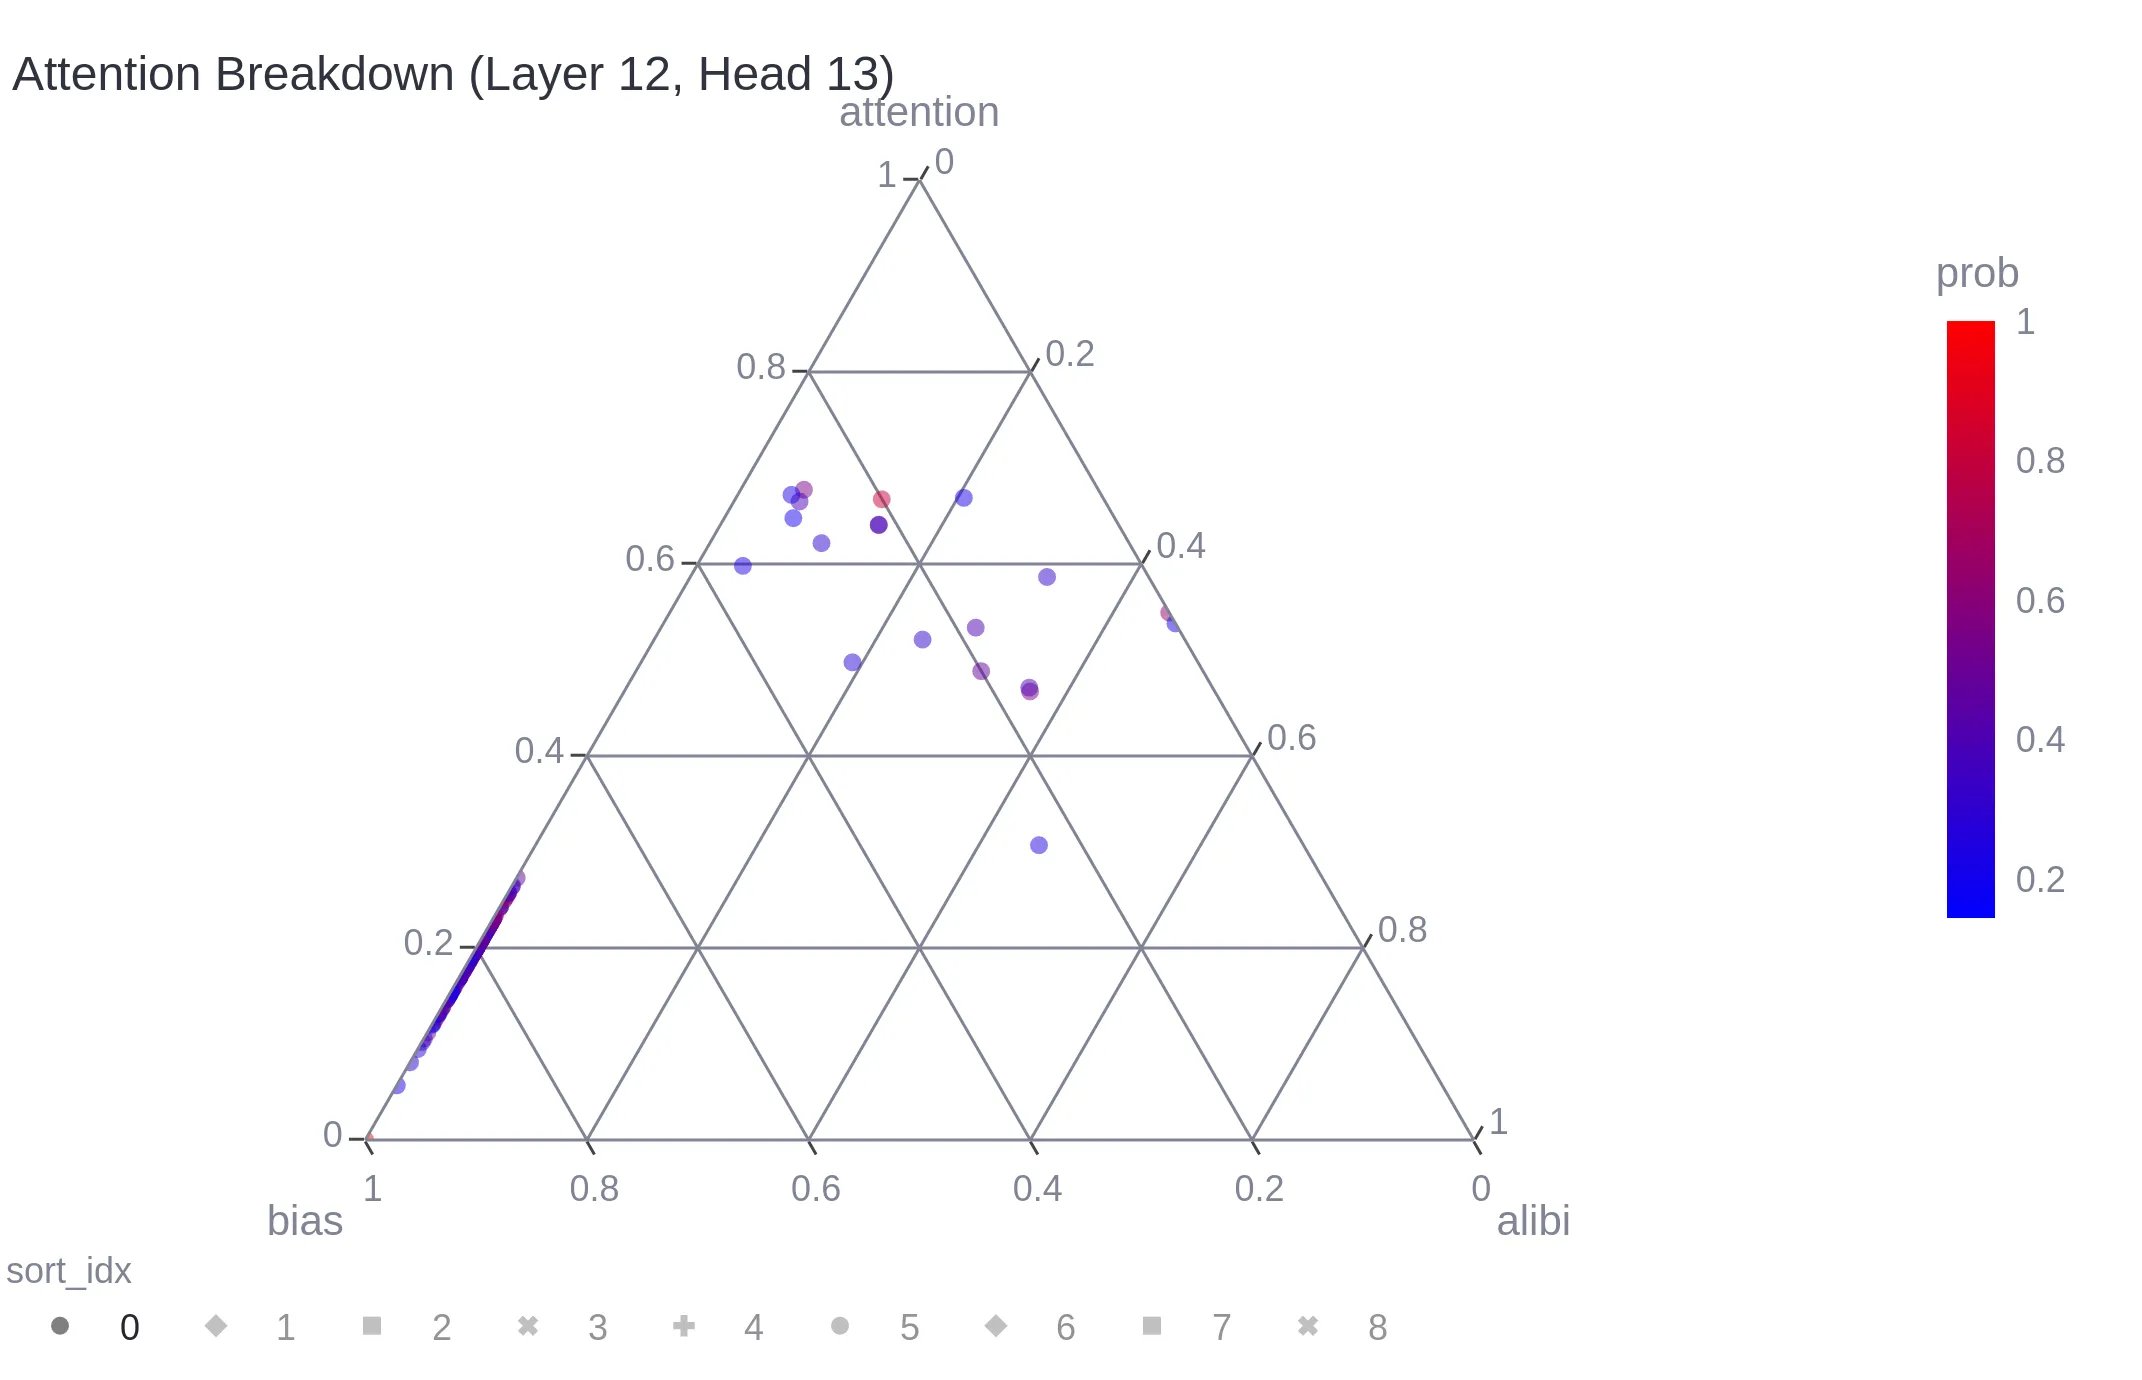 Attention Breakdown (Layer 12, Head 13)
attention
1 0
0.8 0.2
0.6 0.4
0.4 0.6
0.2 0.8
0 1
1 0.8 0.6 0.4 0.2 0
bias alibi
prob
1
0.8
0.6
0.4
0.2
sort_idx
0 1 2 3 4 5 6 7 8